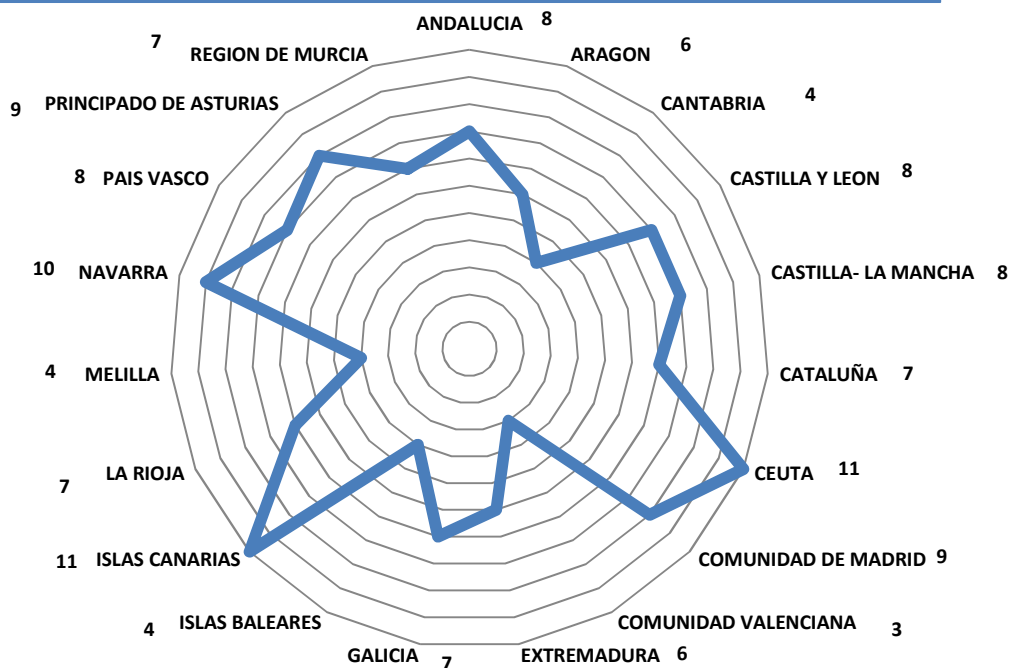 ANDALUCIA 8
ARAGON 6
CANTABRIA 4
CASTILLA Y LEON 8
CASTILLA- LA MANCHA 8
CATALUÑA 7
CEUTA 11
COMUNIDAD DE MADRID 9
COMUNIDAD VALENCIANA 3
EXTREMADURA 6
GALICIA 7
ISLAS BALEARES 4
ISLAS CANARIAS 11
LA RIOJA 7
MELILLA 4
NAVARRA 10
PAIS VASCO 8
PRINCIPADO DE ASTURIAS 9
REGION DE MURCIA 7